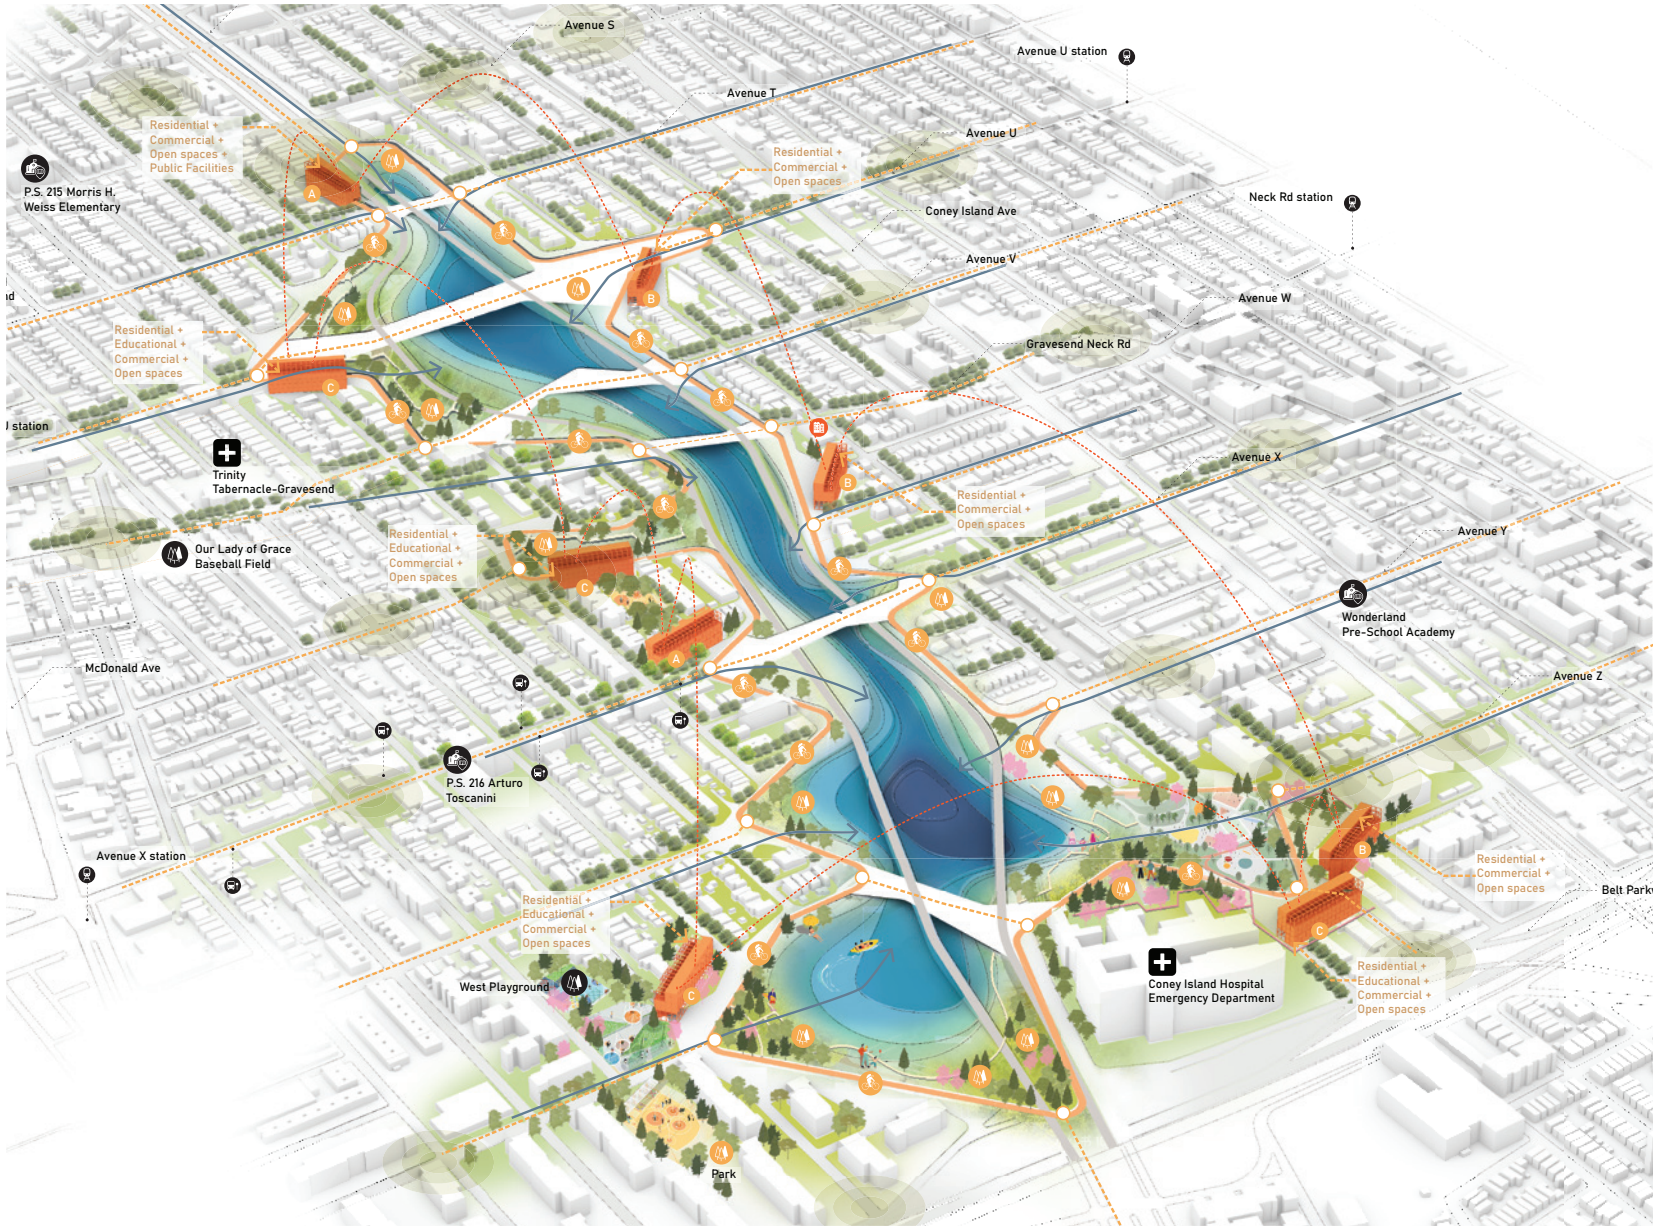 Avenue S
Avenue U station
Avenue T
Residential +
Commercial +
Open spaces +
Public Facilities
Avenue U
Residential +
Commercial +
Open spaces
P.S. 215 Morris H.
Weiss Elementary
A
Neck Rd station
Coney Island Ave
Avenue V
nd
B
Avenue W
Residential +
Educational +
Commercial +
Open spaces
Gravesend Neck Rd
C
U station
Trinity
Tabernacle-Gravesend
Avenue X
B
Residential +
Commercial +
Open spaces
Avenue Y
Residential +
Educational +
Commercial +
Open spaces
Our Lady of Grace
Baseball Field
C
Wonderland
Pre-School Academy
A
McDonald Ave
Avenue Z
P.S. 216 Arturo
Toscanini
Avenue X station
B
Residential +
Commercial +
Open spaces
Belt Parkw
Residential +
Educational +
Commercial +
Open spaces
C
Residential +
Educational +
Commercial +
Open spaces
West Playground
C
Coney Island Hospital
Emergency Department
Park